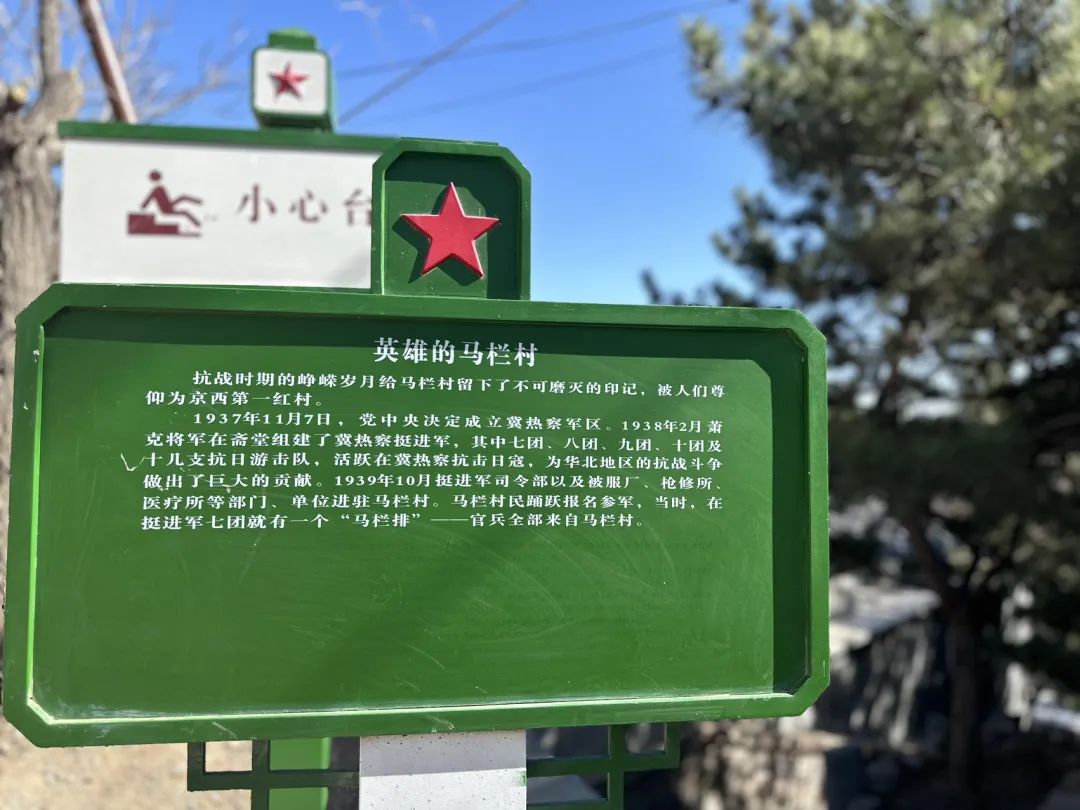 小心台
英雄的马栏村
抗战时期的峥嵘岁月给马栏村留下了不可磨灭的印记，被人们尊
仰为京西第一红村。
1937年11月7日，党中央决定成立冀热察军区。1938年2月萧
克将军在斋堂组建了冀热察挺进军，其中七团、八团、九团、十团及
十几支抗日游击队，活跃在冀热察抗击日寇，为华北地区的抗战斗争
做出了巨大的贡献。1939年10月挺进军司令部以及被服厂、枪修所、
医疗所等部门、单位进驻马栏村。马栏村民踊跃报名参军，当时，在
挺进军七团就有一个“马栏排”——官兵全部来自马栏村。